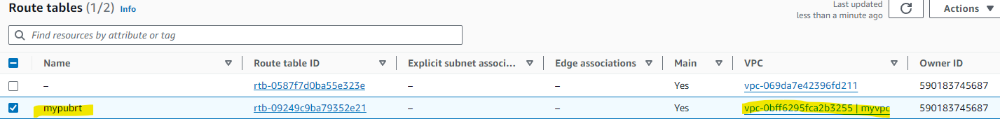 Route tables (1/2) Info
Last updated
less than a minute ago
Actions
Find resources by attribute or tag
Name Route table ID Explicit subnet associ... Edge associations Main VPC Owner ID
– rtb-0587f7d0ba55e323e – – Yes vpc-069da7e42396fd211 590183745687
mypubrt rtb-09249c9ba79352e21 – – Yes vpc-0bff6295fca2b3255 | myvpc 590183745687